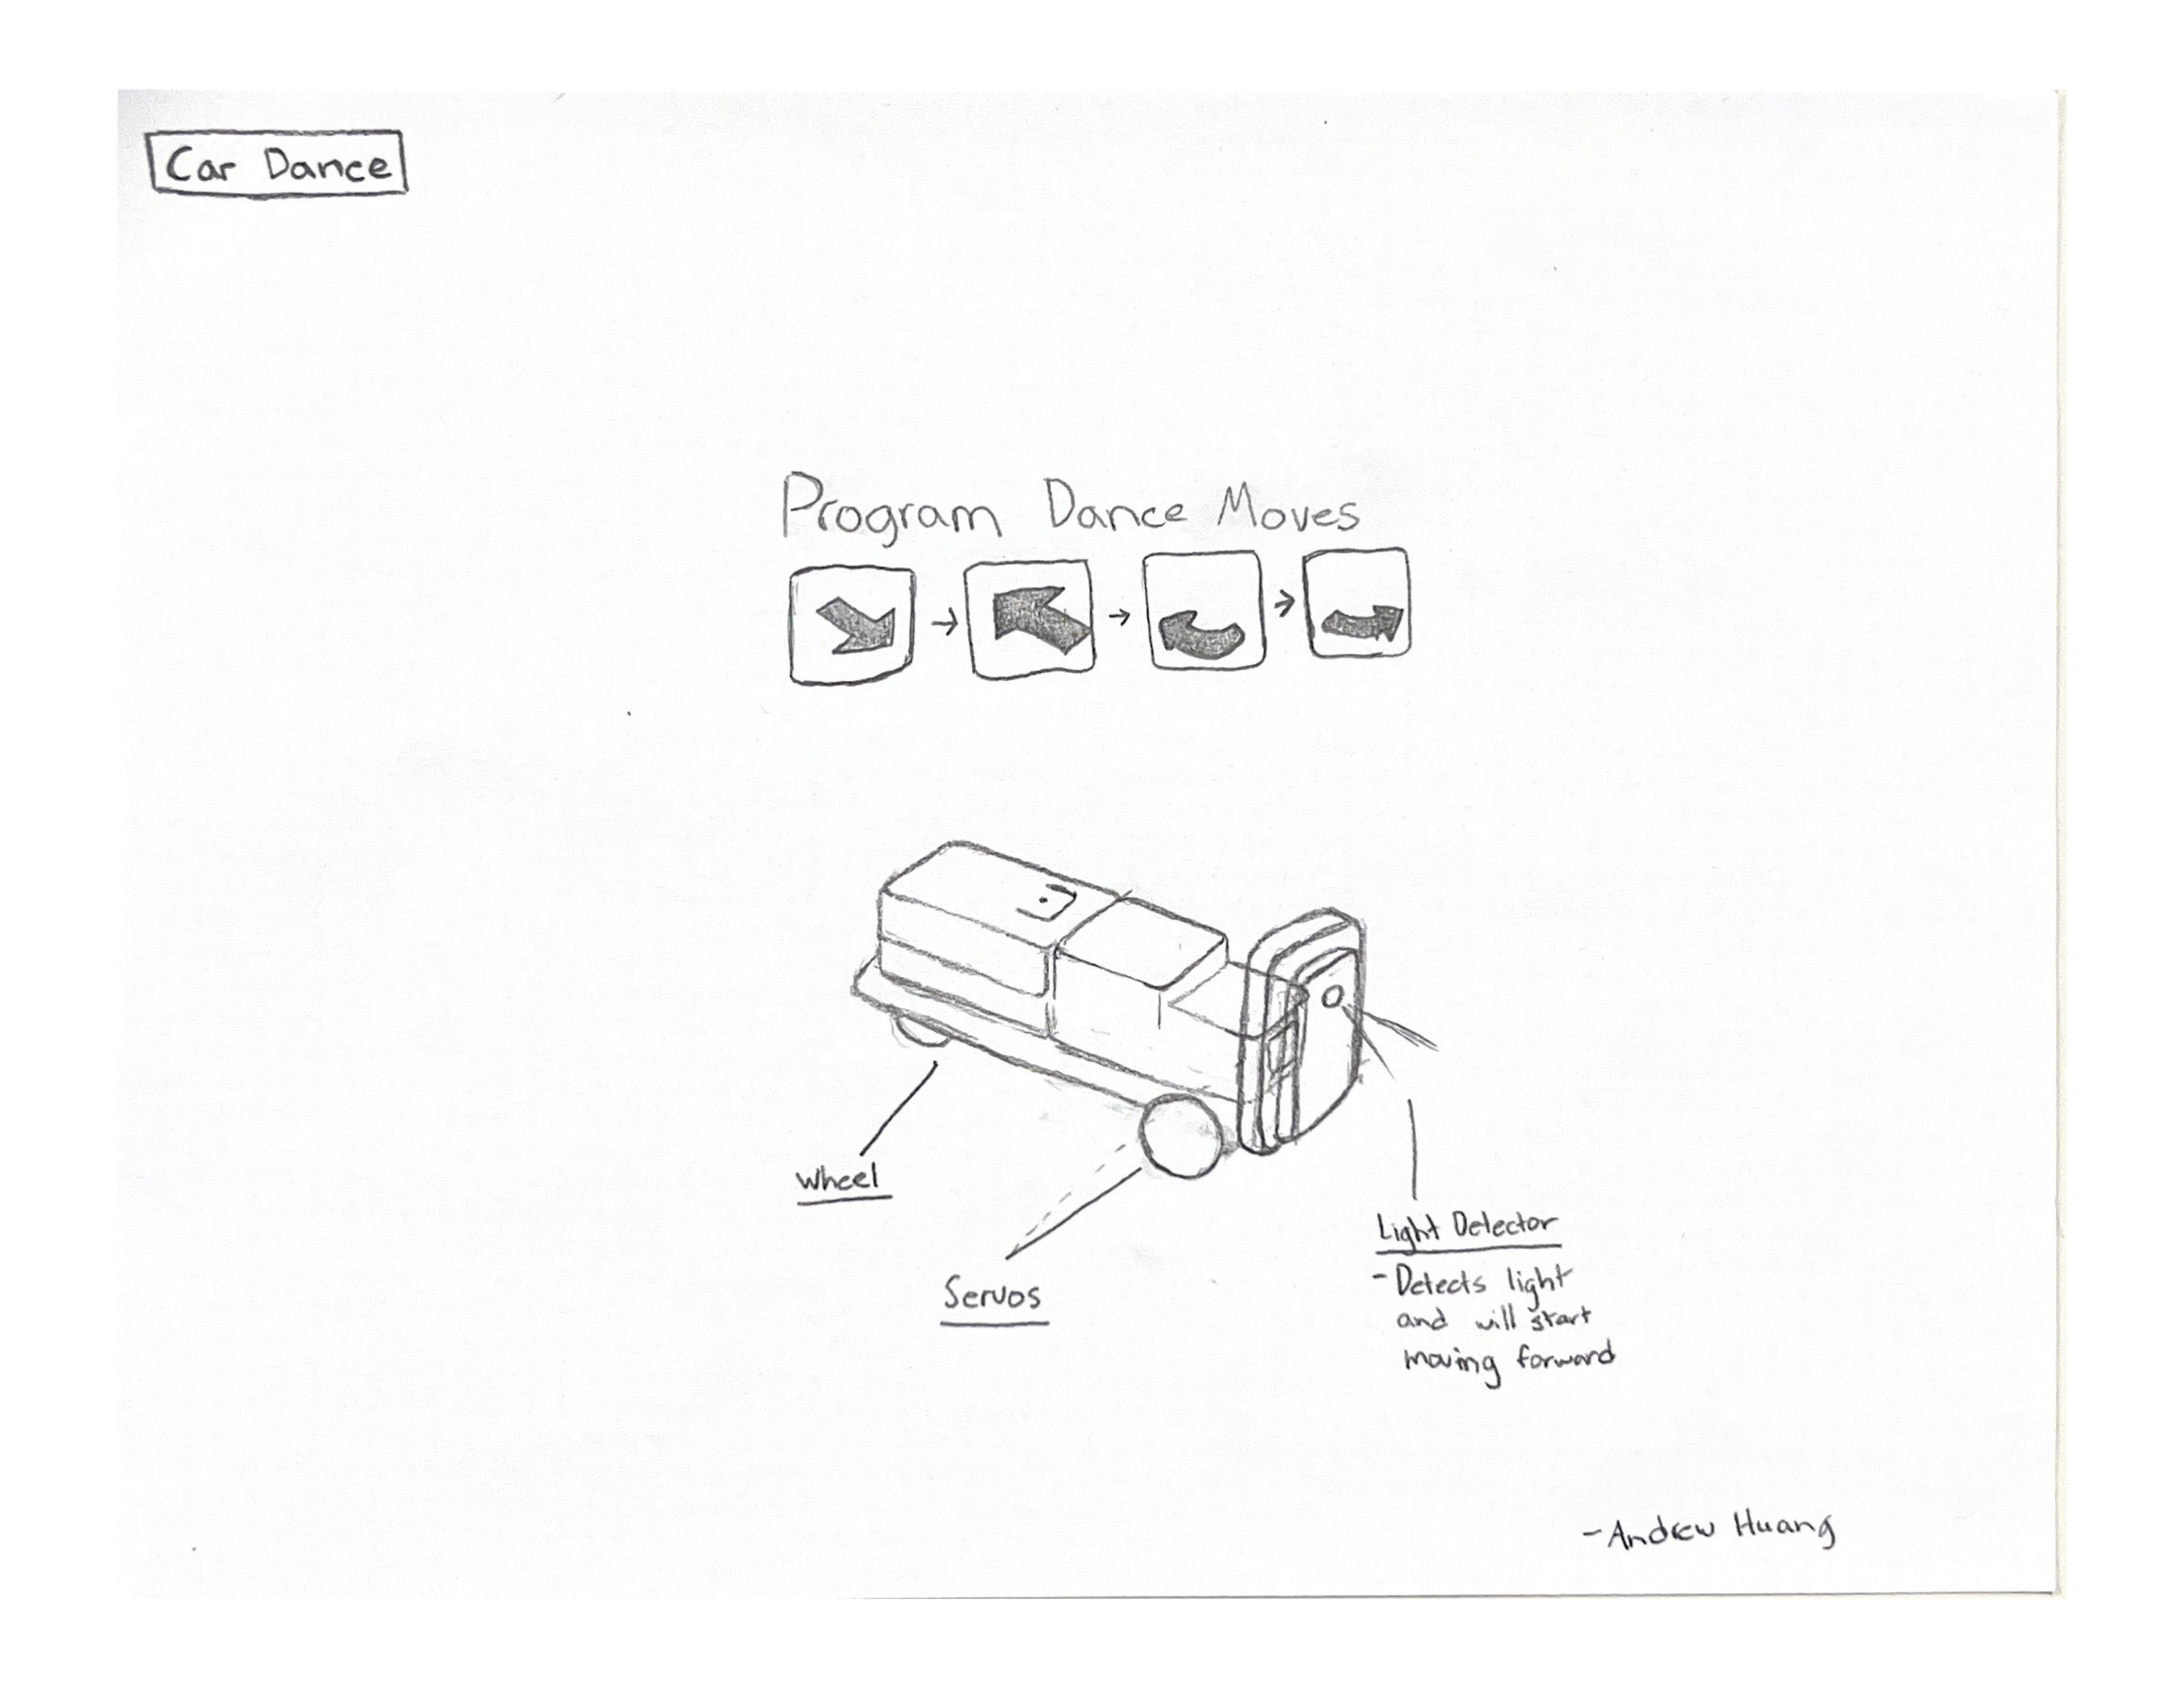 Car Dance
Program Dance Moves
Wheel
Servos
Light Detector
- Detects light
and will start
moving forward
- Andrew Huang